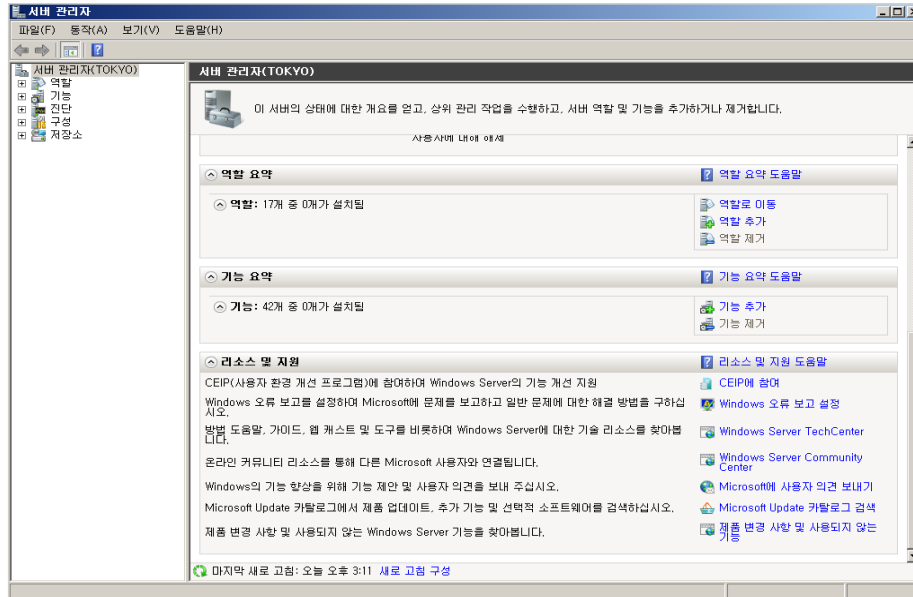 서버 관리자
파일(F) 동작(A) 보기(V) 도움말(H)
서버 관리자(TOKYO)
역할
기능
진단
구성
저장소
서버 관리자(TOKYO)
이 서버의 상태에 대한 개요를 얻고, 상위 관리 작업을 수행하고, 서버 역할 및 기능을 추가하거나 제거합니다.
역할 요약
역할 요약 도움말
역할: 17개 중 0개가 설치됨
역할로 이동
역할 추가
역할 제거
기능 요약
기능 요약 도움말
기능: 42개 중 0개가 설치됨
기능 추가
기능 제거
리소스 및 지원
리소스 및 지원 도움말
CEIP(사용자 환경 개선 프로그램)에 참여하여 Windows Server의 기능 개선 지원
CEIP에 참여
Windows 오류 보고를 설정하여 Microsoft에 문제를 보고하고 일반 문제에 대한 해결 방법을 구하십
시오.
Windows 오류 보고 설정
방법 도움말, 가이드, 웹 캐스트 및 도구를 비롯하여 Windows Server에 대한 기술 리소스를 찾아봅
니다.
Windows Server TechCenter
온라인 커뮤니티 리소스를 통해 다른 Microsoft 사용자와 연결됩니다.
Windows Server Community
Center
Windows의 기능 향상을 위해 기능 제안 및 사용자 의견을 보내 주십시오.
Microsoft에 사용자 의견 보내기
Microsoft Update 카탈로그에서 제품 업데이트, 추가 기능 및 선택적 소프트웨어를 검색하십시오.
Microsoft Update 카탈로그 검색
제품 변경 사항 및 사용되지 않는 Windows Server 기능을 찾아봅니다.
제품 변경 사항 및 사용되지 않는
기능
마지막 새로 고침: 오늘 오후 3:11 새로 고침 구성